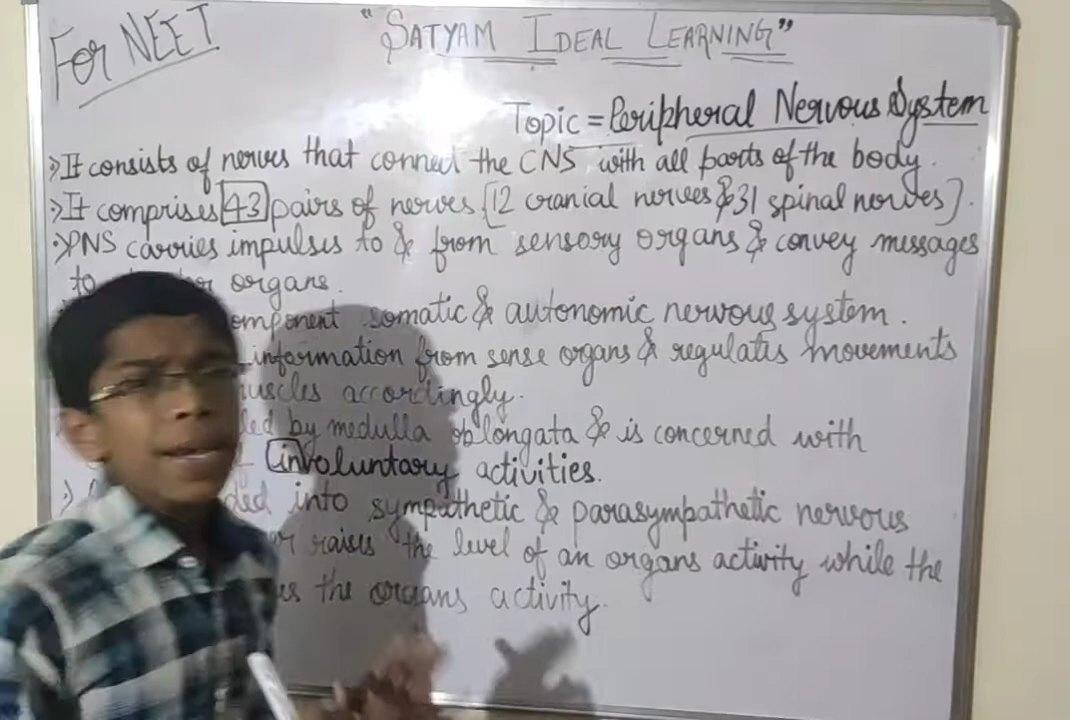 For NEET
"SATYAM IDEAL LEARNING"
Topic = Peripheral Nervous System
⇒It consists of nerves that connect the CNS with all parts of the body.
⇒It comprises 43 pairs of nerves [12 cranial nerves & 31 spinal nerves].
⇒PNS carries impulses to & from sensory organs & convey messages
to organs.
component somatic & autonomic nervous system.
information from sense organs & regulates movements
muscles accordingly.
by medulla oblongata & is concerned with
involuntary activities.
into sympathetic & parasympathetic nervous
raises the level of an organs activity while the
the organs activity.